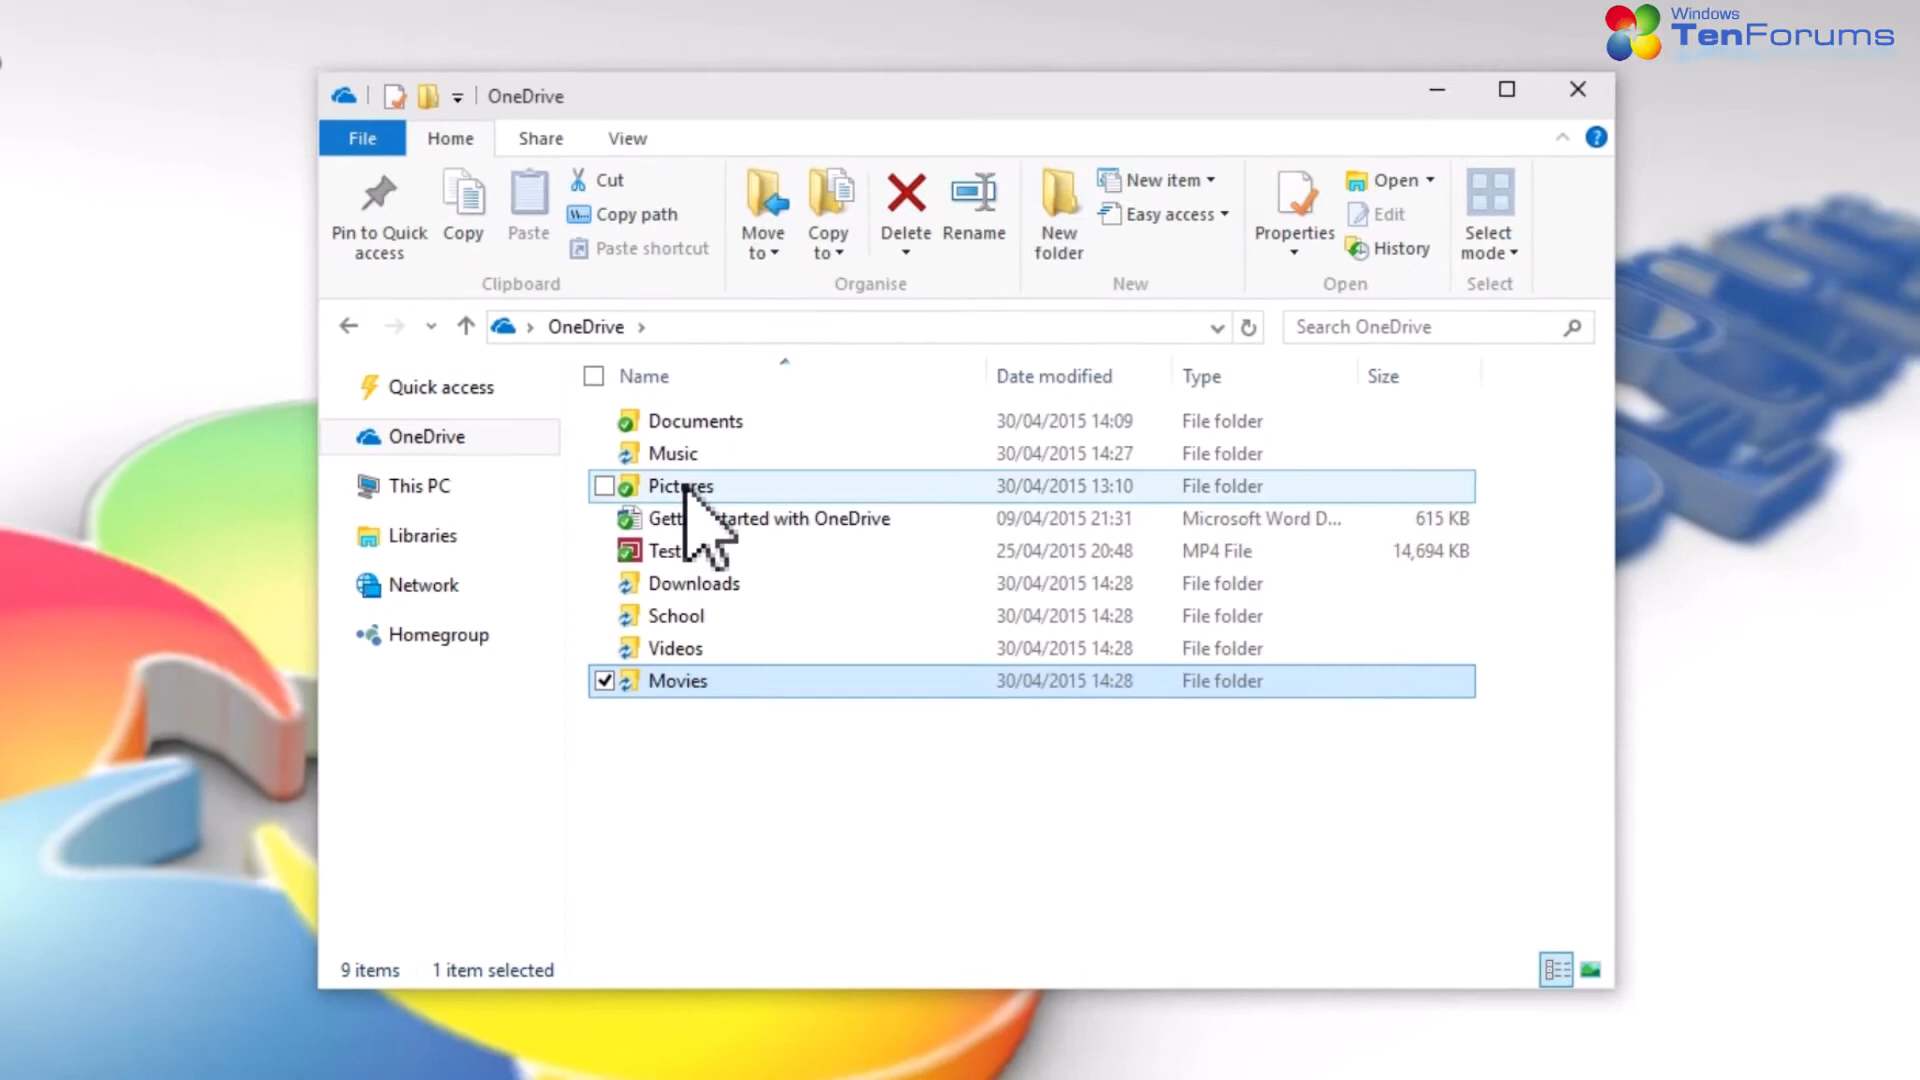 Windows
TenForums
OneDrive
File Home Share View
Pin to Quick access
Copy
Paste
Cut
Copy path
Paste shortcut
Clipboard
Move to
Copy to
Delete
Rename
Organise
New folder
New item
Easy access
New
Properties
Open
Edit
History
Open
Select mode
Select
OneDrive
Search OneDrive
Quick access
OneDrive
This PC
Libraries
Network
Homegroup
Name Date modified Type Size
Documents 30/04/2015 14:09 File folder
Music 30/04/2015 14:27 File folder
Pictures 30/04/2015 13:10 File folder
Gett tarted with OneDrive 09/04/2015 21:31 Microsoft Word D... 615 KB
Test 25/04/2015 20:48 MP4 File 14,694 KB
Downloads 30/04/2015 14:28 File folder
School 30/04/2015 14:28 File folder
Videos 30/04/2015 14:28 File folder
Movies 30/04/2015 14:28 File folder
9 items 1 item selected